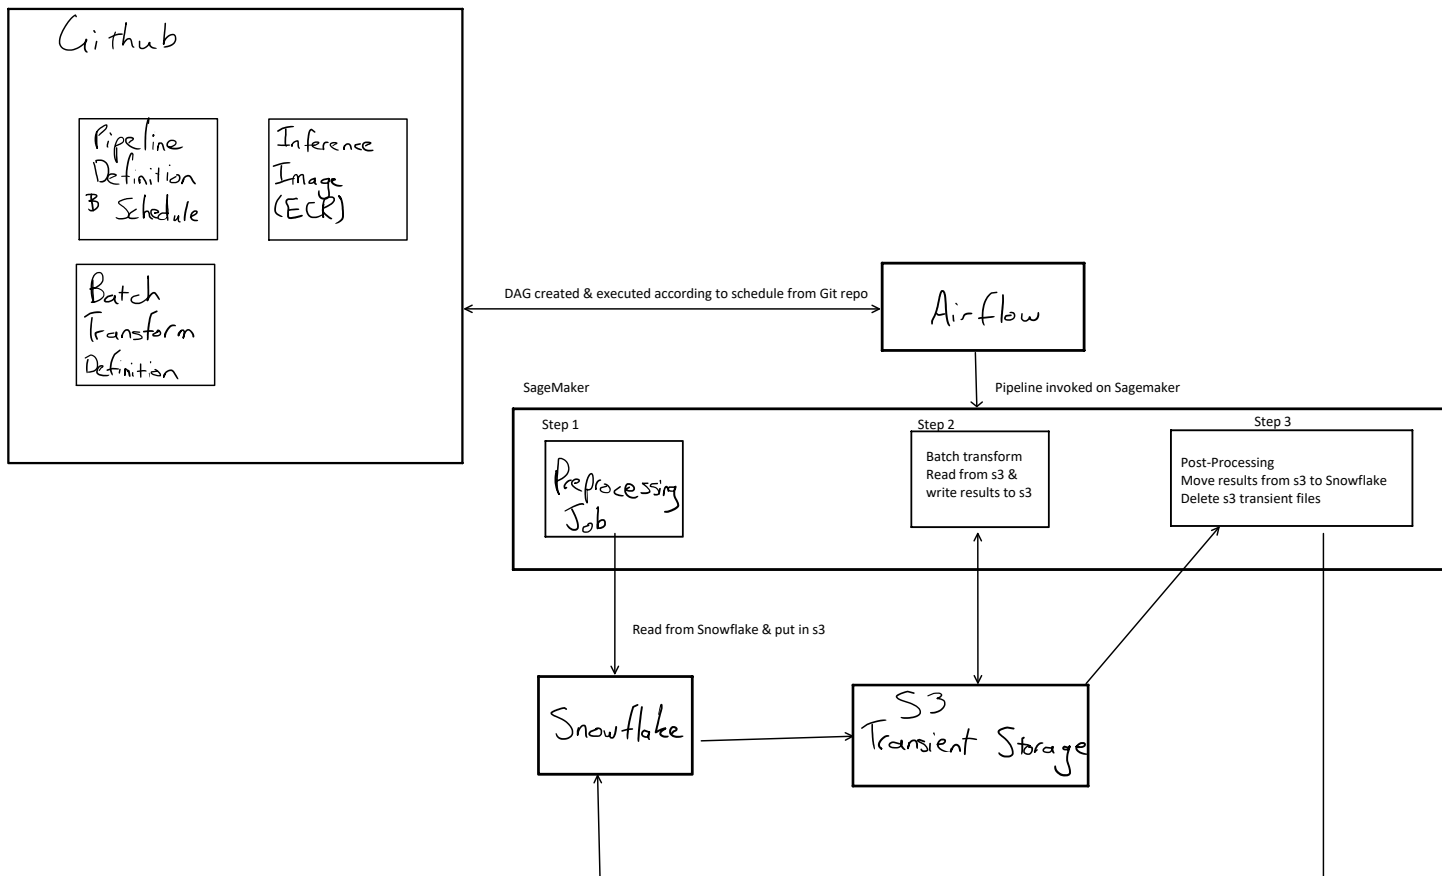 Github
Pipeline
Definition
& Schedule
Inference
Image
(ECR)
Batch
Transform
Definition
DAG created & executed according to schedule from Git repo
Airflow
SageMaker
Pipeline invoked on Sagemaker
Step 1
Preprocessing
Job
Step 2
Batch transform
Read from s3 &
write results to s3
Step 3
Post-Processing
Move results from s3 to Snowflake
Delete s3 transient files
Read from Snowflake & put in s3
Snowflake
S3
Transient Storage